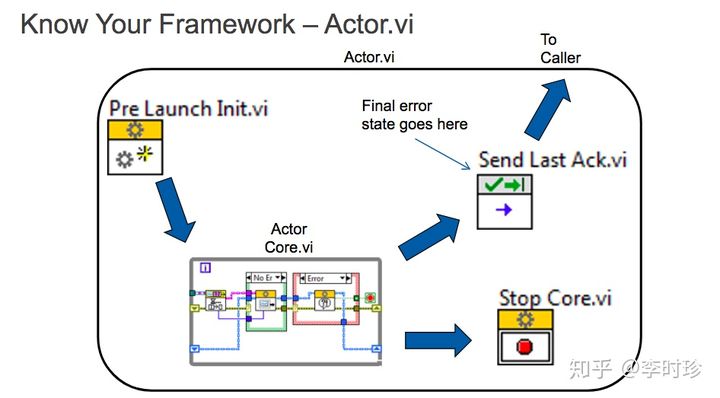 Know Your Framework – Actor.vi
Actor.vi
To
Caller
Pre Launch Init.vi
Final error
state goes here
Send Last Ack.vi
Actor
Core.vi
i
No Er
Error
Stop Core.vi
知乎 @李时珍